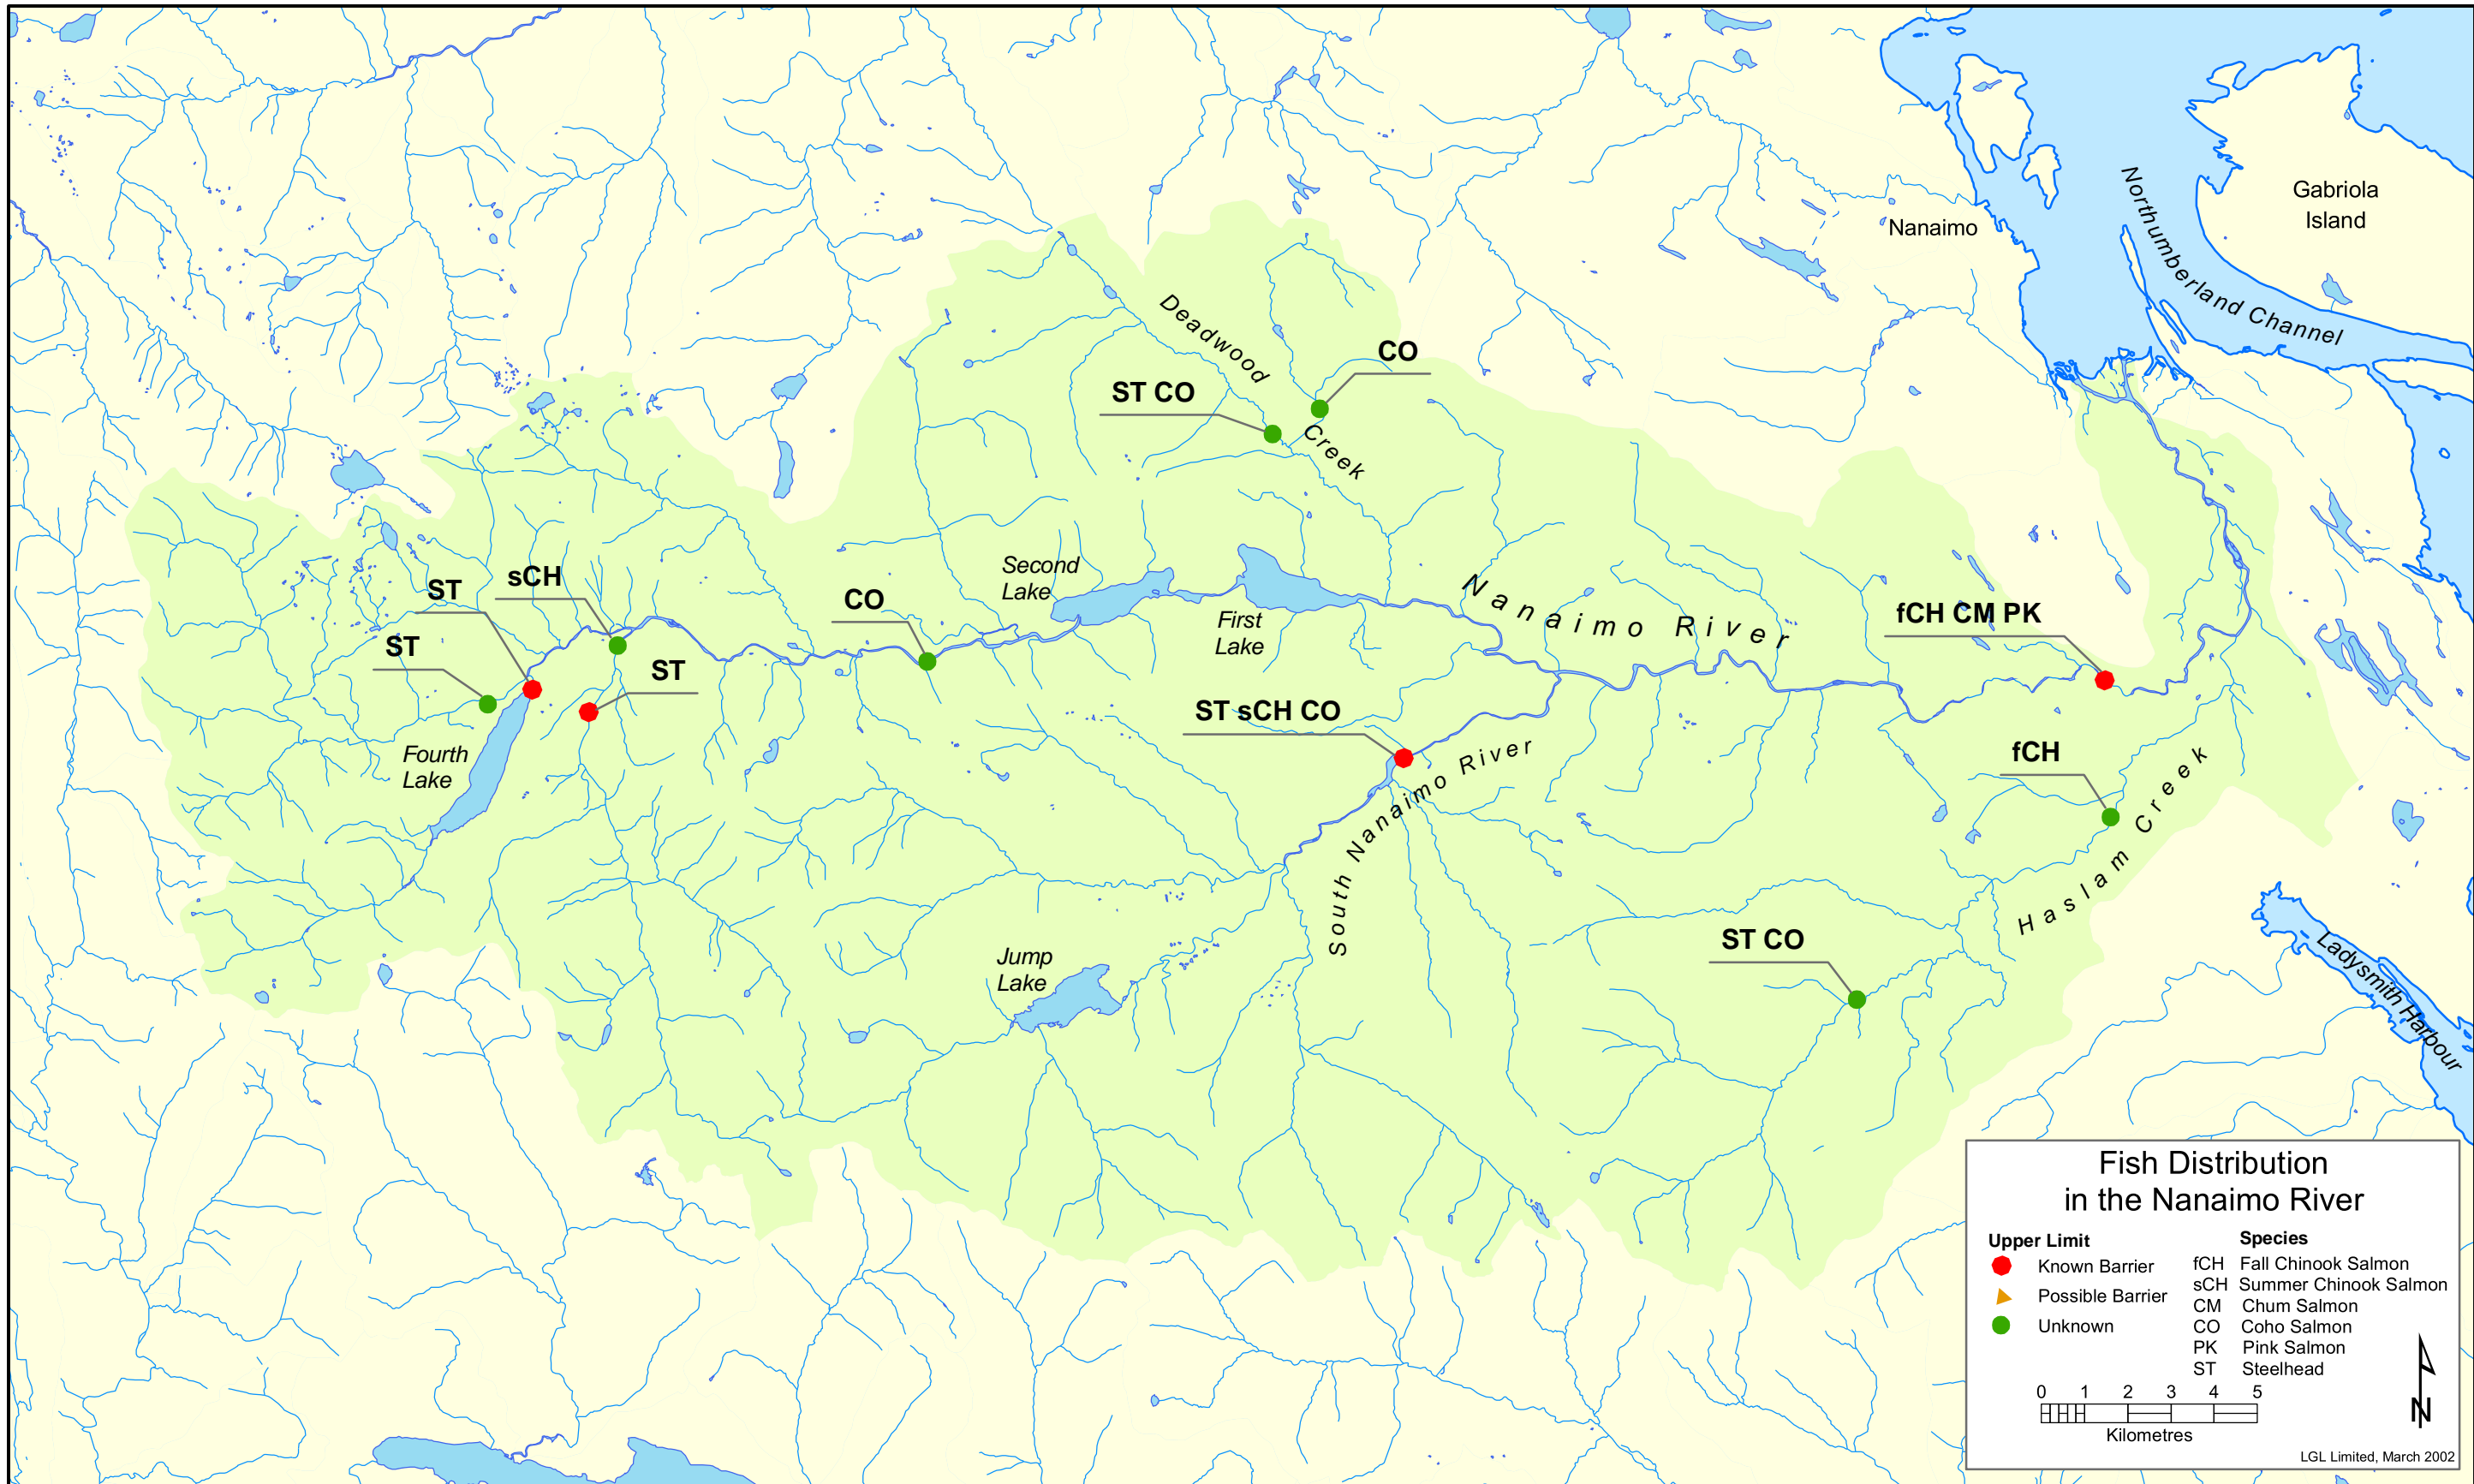 Gabriola
Island
Nanaimo
Northumberland Channel
Deadwood
Creek
CO
ST CO
Second
Lake
ST
sCH
CO
First
Lake
Nanaimo River
fCH CM PK
ST
ST
ST sCH CO
Fourth
Lake
South Nanaimo River
fCH
Haslam Creek
ST CO
Jump
Lake
Ladysmith Harbour
Fish Distribution
in the Nanaimo River
Upper Limit
Known Barrier
Possible Barrier
Unknown
Species
fCH Fall Chinook Salmon
sCH Summer Chinook Salmon
CM Chum Salmon
CO Coho Salmon
PK Pink Salmon
ST Steelhead
0 1 2 3 4 5
Kilometres
N
LGL Limited, March 2002